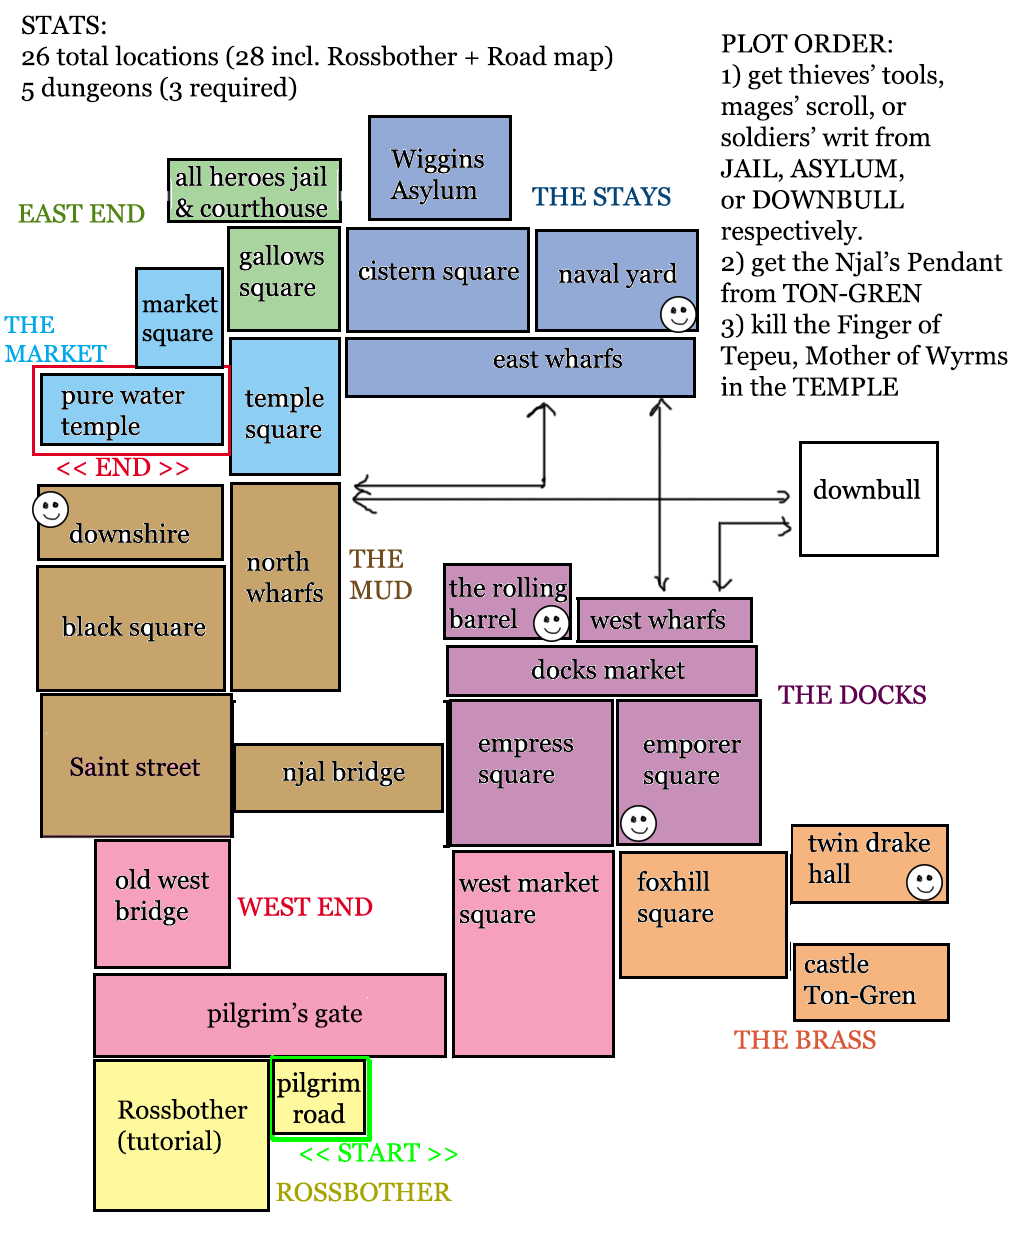 STATS:
26 total locations (28 incl. Rossbother + Road map)
5 dungeons (3 required)
PLOT ORDER:
1) get thieves’ tools,
mages’ scroll, or
soldiers’ writ from
JAIL, ASYLUM,
or DOWNBULL
respectively.
2) get the Njal’s Pendant
from TON-GREN
3) kill the Finger of
Tepeu, Mother of Wyrms
in the TEMPLE
Wiggins
Asylum
all heroes jail
& courthouse
THE STAYS
EAST END
gallows
square
cistern square
naval yard
market
square
THE
MARKET
east wharfs
pure water
temple
temple
square
<< END >>
downbull
downshire
north
wharfs
THE
MUD
black square
the rolling
barrel
west wharfs
docks market
THE DOCKS
Saint street
njal bridge
empress
square
emporer
square
twin drake
hall
old west
bridge
WEST END
west market
square
foxhill
square
castle
Ton-Gren
pilgrim’s gate
THE BRASS
Rossbother
(tutorial)
pilgrim
road
<< START >>
ROSSBOTHER